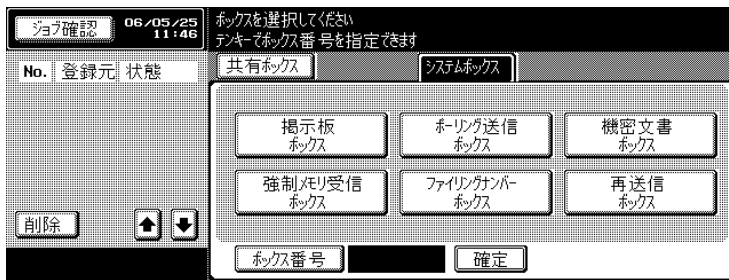 ジョブ確認
06/05/25
11:46
ボックスを選択してください
テンキーでボックス番号を指定できます
No. 登録元 状態
共有ボックス
システムボックス
掲示板
ボックス
ポーリング送信
ボックス
機密文書
ボックス
強制メモリ受信
ボックス
ファイリングナンバー
ボックス
再送信
ボックス
削除
ボックス番号
確定